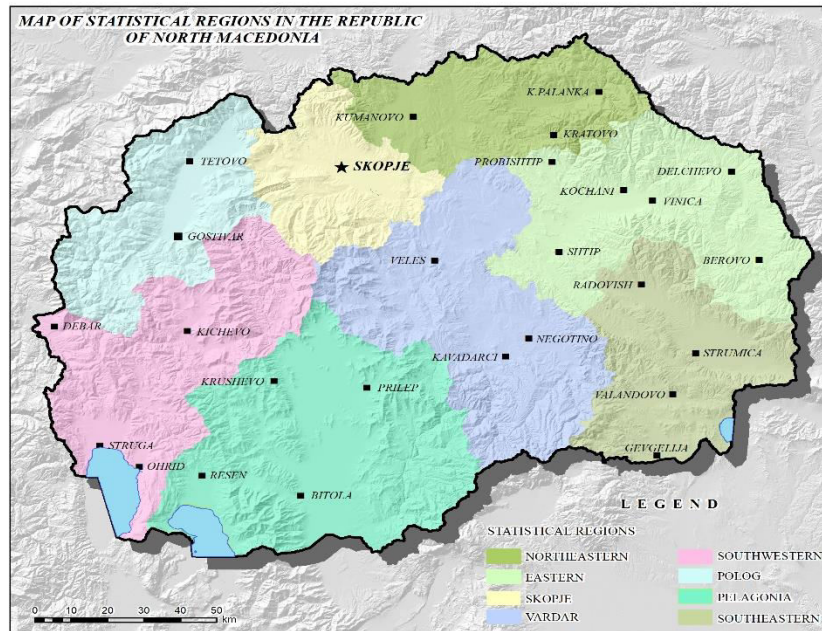 MAP OF STATISTICAL REGIONS IN THE REPUBLIC
OF NORTH MACEDONIA
K.PALANKA
KUMANOVO
KRATOVO
TETOVO
SKOPJE
PROBISHTIP
DELCHEVO
KOCHANI
VINICA
GOSTIVAR
SHTIP
VELES
BEROVO
RADOVISH
DEBAR
KICHEVO
NEGOTINO
KAVADARCI
STRUMICA
KRUSHEVO
PRILEP
VALANDOVO
STRUGA
OHRID
GEVGELIJA
RESEN
BITOLA
LEGEND
STATISTICAL REGIONS
NORTHEASTERN
EASTERN
SKOPJE
VARDAR
SOUTHWESTERN
POLOG
PELAGONIA
SOUTHEASTERN
0 10 20 30 40 50
km